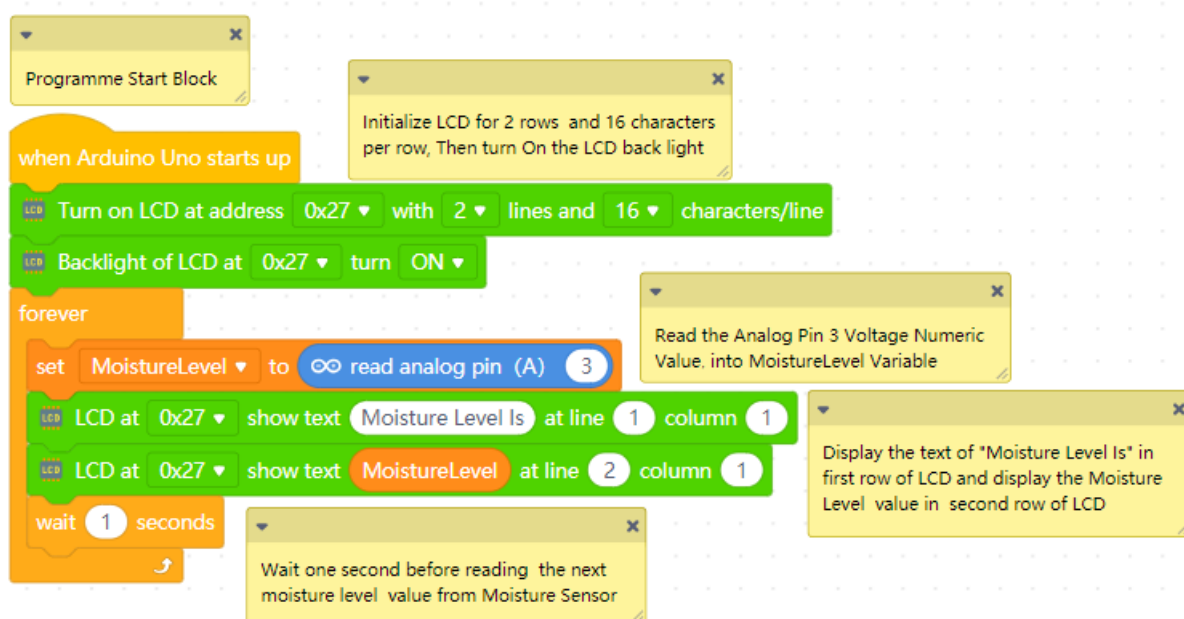 Programme Start Block
Initialize LCD for 2 rows and 16 characters
per row, Then turn On the LCD back light
when Arduino Uno starts up
LCD Turn on LCD at address 0x27 with 2 lines and 16 characters/line
LCD Backlight of LCD at 0x27 turn ON
forever
Read the Analog Pin 3 Voltage Numeric
Value, into MoistureLevel Variable
set MoistureLevel to read analog pin (A) 3
LCD LCD at 0x27 show text Moisture Level Is at line 1 column 1
Display the text of "Moisture Level Is" in
first row of LCD and display the Moisture
Level value in second row of LCD
LCD LCD at 0x27 show text MoistureLevel at line 2 column 1
wait 1 seconds
Wait one second before reading the next
moisture level value from Moisture Sensor